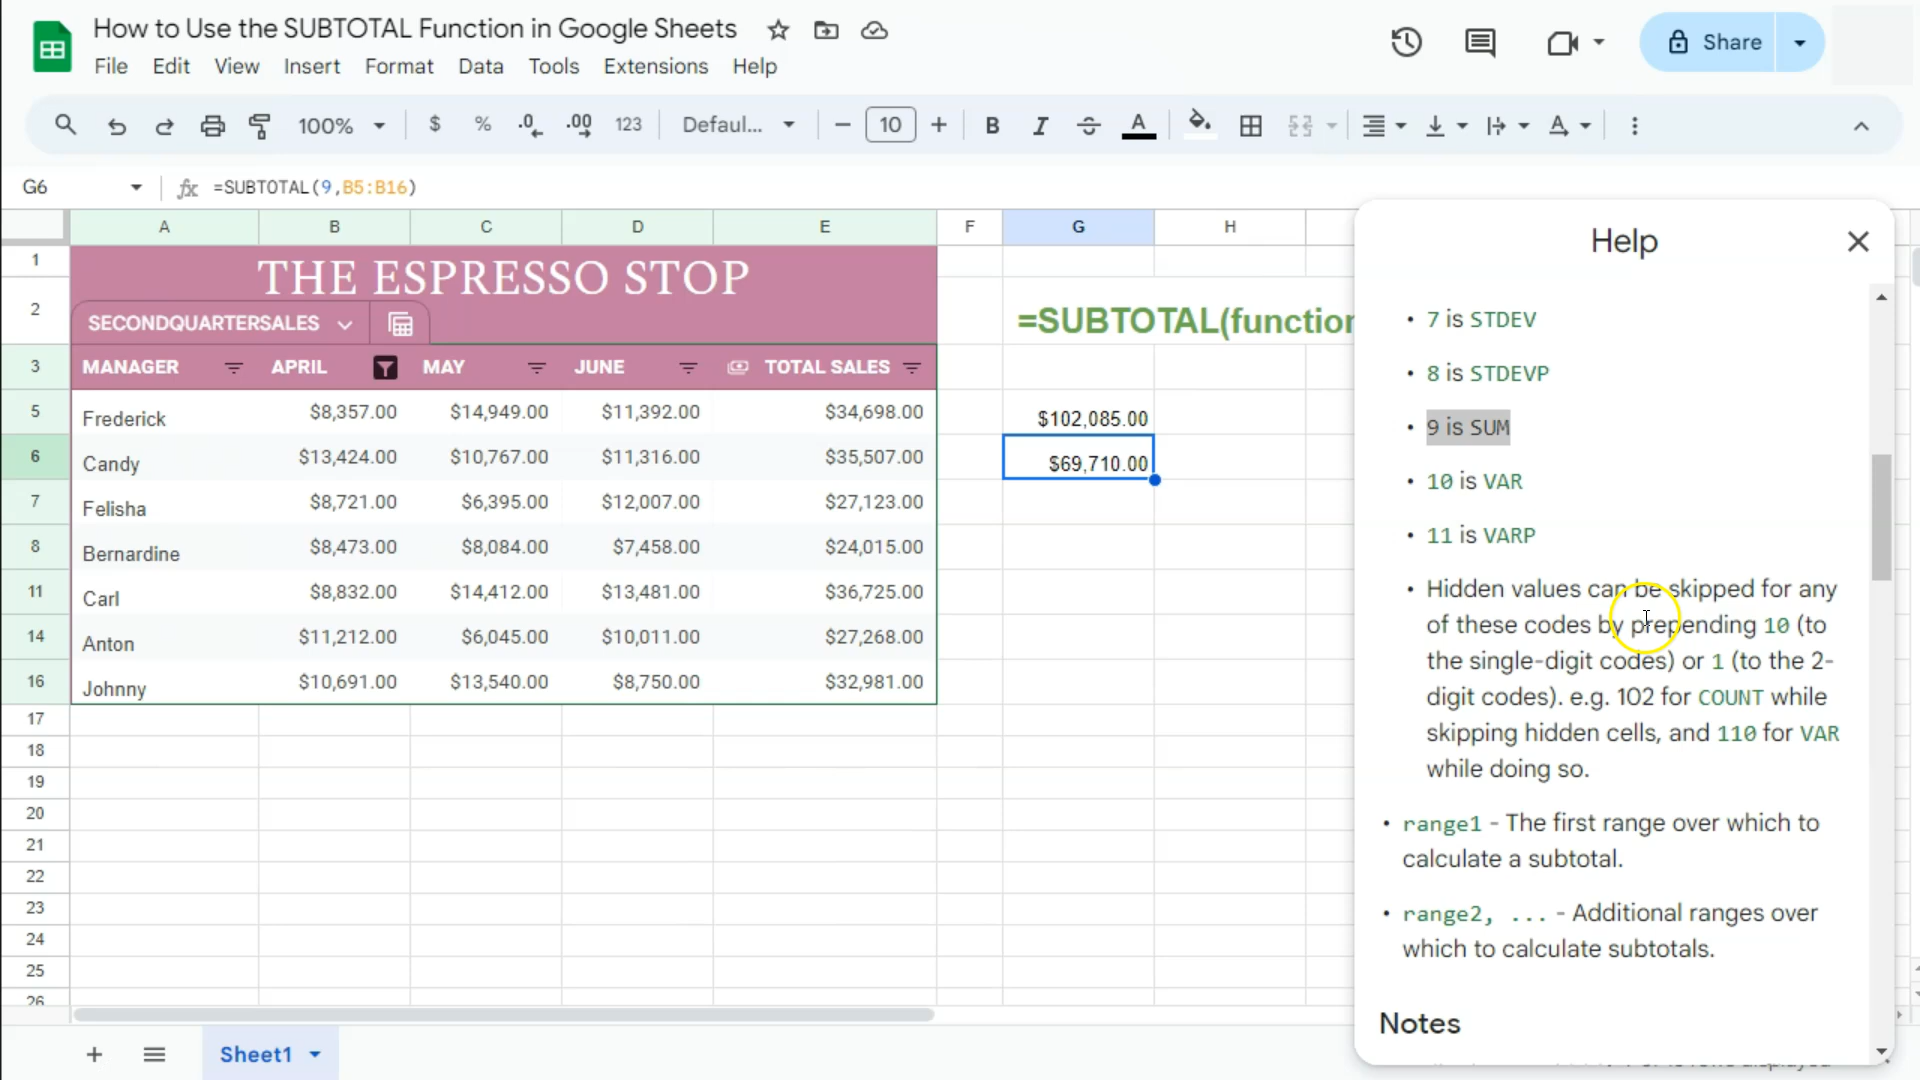 How to Use the SUBTOTAL Function in Google Sheets
File Edit View Insert Format Data Tools Extensions Help
Share
100% $ % .0 .00 123 Defaul... 10 B I A
G6 =SUBTOTAL(9,B5:B16)
A B C D E F G H
1 THE ESPRESSO STOP
2 SECONDQUARTERSALES =SUBTOTAL(function
3 MANAGER APRIL MAY JUNE TOTAL SALES
5 Frederick $8,357.00 $14,949.00 $11,392.00 $34,698.00 $102,085.00
6 Candy $13,424.00 $10,767.00 $11,316.00 $35,507.00 $69,710.00
7 Felisha $8,721.00 $6,395.00 $12,007.00 $27,123.00
8 Bernardine $8,473.00 $8,084.00 $7,458.00 $24,015.00
11 Carl $8,832.00 $14,412.00 $13,481.00 $36,725.00
14 Anton $11,212.00 $6,045.00 $10,011.00 $27,268.00
16 Johnny $10,691.00 $13,540.00 $8,750.00 $32,981.00
17
18
19
20
21
22
23
24
25
26
Sheet1
Help
• 7 is STDEV
• 8 is STDEVP
• 9 is SUM
• 10 is VAR
• 11 is VARP
• Hidden values can be skipped for any
of these codes by prepending 10 (to
the single-digit codes) or 1 (to the 2-
digit codes). e.g. 102 for COUNT while
skipping hidden cells, and 110 for VAR
while doing so.
• range1 - The first range over which to
calculate a subtotal.
• range2, ... - Additional ranges over
which to calculate subtotals.
Notes